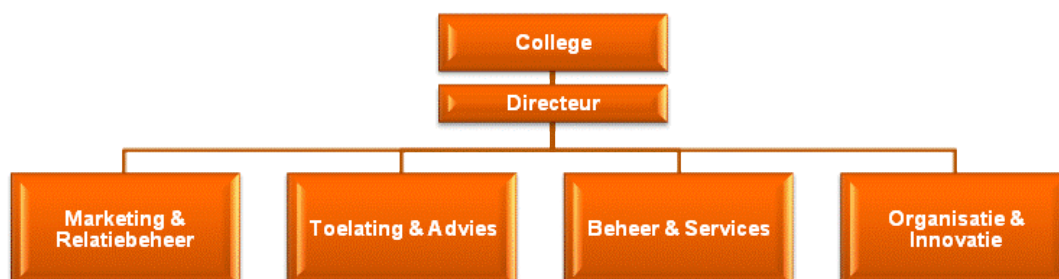 College
Directeur
Marketing &
Relatiebeheer
Toelating & Advies
Beheer & Services
Organisatie &
Innovatie